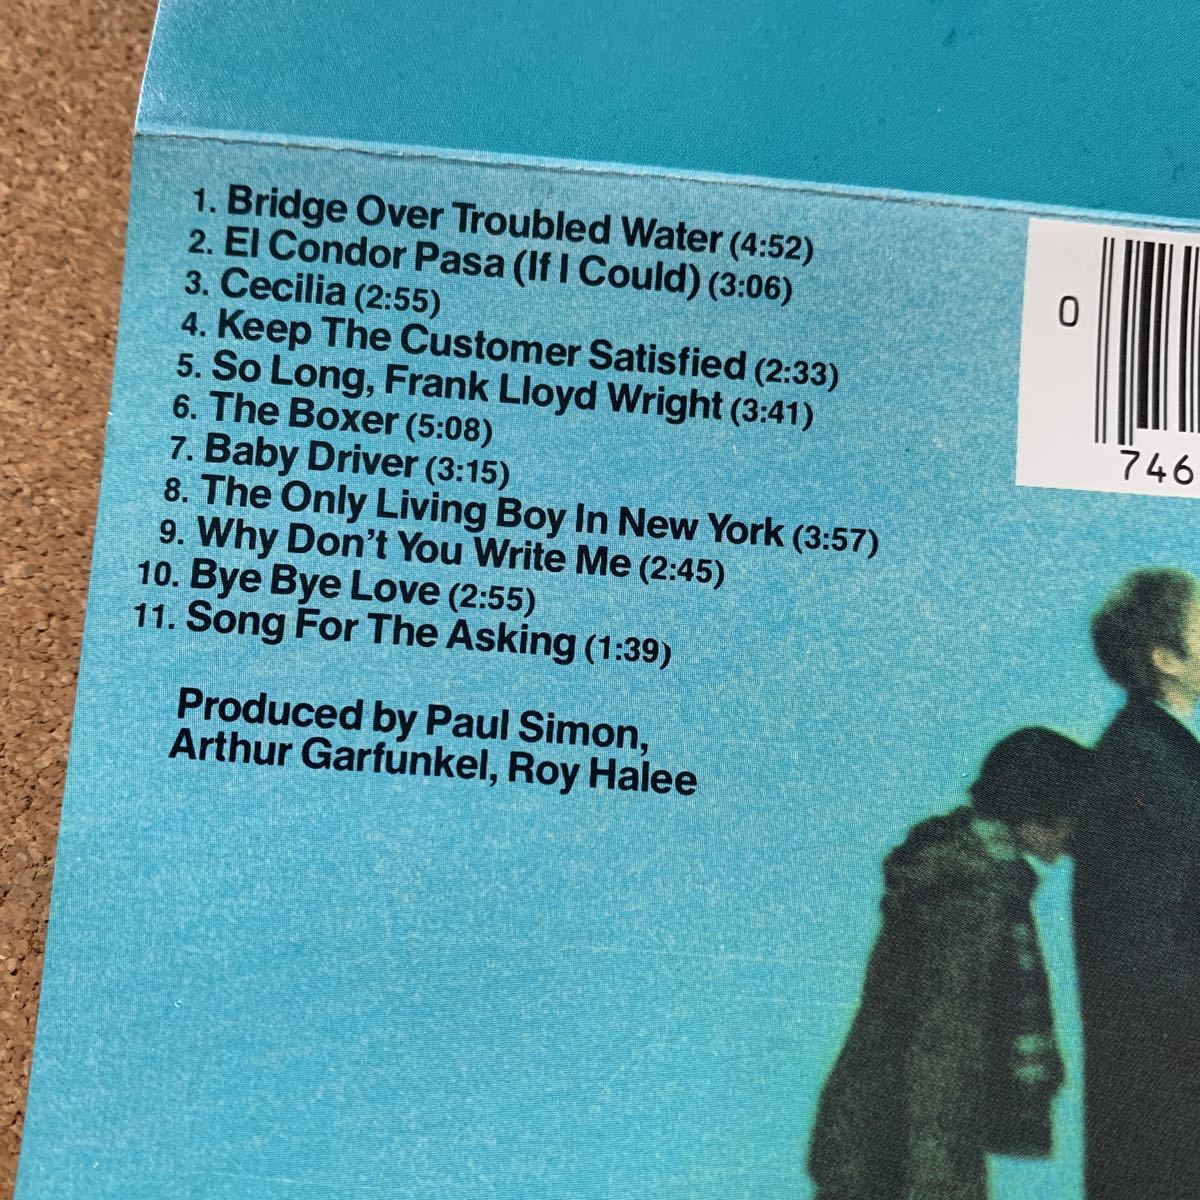 1. Bridge Over Troubled Water (4:52)
2. El Condor Pasa (If I Could) (3:06)
3. Cecilia (2:55)
4. Keep The Customer Satisfied (2:33)
5. So Long, Frank Lloyd Wright (3:41)
6. The Boxer (5:08)
7. Baby Driver (3:15)
8. The Only Living Boy In New York (3:57)
9. Why Don't You Write Me (2:45)
10. Bye Bye Love (2:55)
11. Song For The Asking (1:39)
Produced by Paul Simon,
Arthur Garfunkel, Roy Halee
0
746